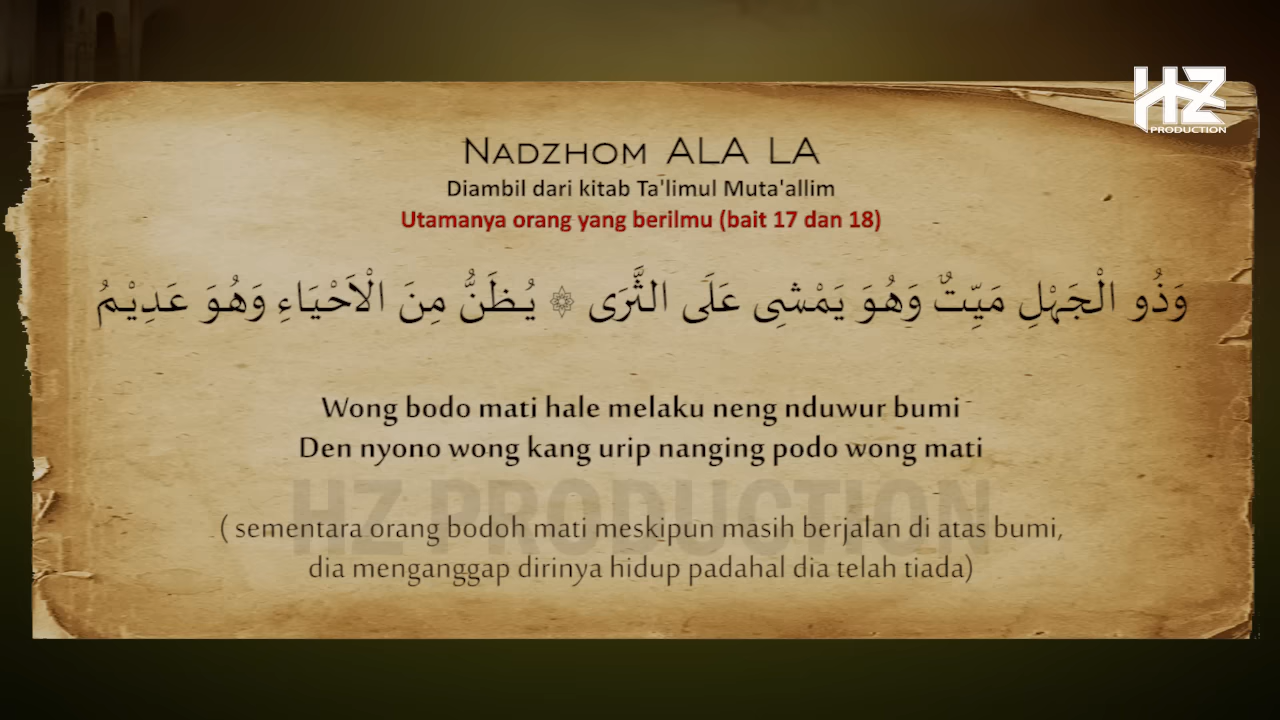 HZ
PRODUCTION
NADZHOM ALA LA
Diambil dari kitab Ta'limul Muta'allim
Utamanya orang yang berilmu (bait 17 dan 18)
وَذُو الْجَهْلِ مَيِّتٌ وَهُوَ يَمْشِى عَلَى الثَّرَى ۞ يُظَنُّ مِنَ الْاَحْيَاءِ وَهُوَ عَدِيْمُ
Wong bodo mati hale melaku neng nduwur bumi
Den nyono wong kang urip nanging podo wong mati
HZ PRODUCTION
( sementara orang bodoh mati meskipun masih berjalan di atas bumi,
dia menganggap dirinya hidup padahal dia telah tiada)